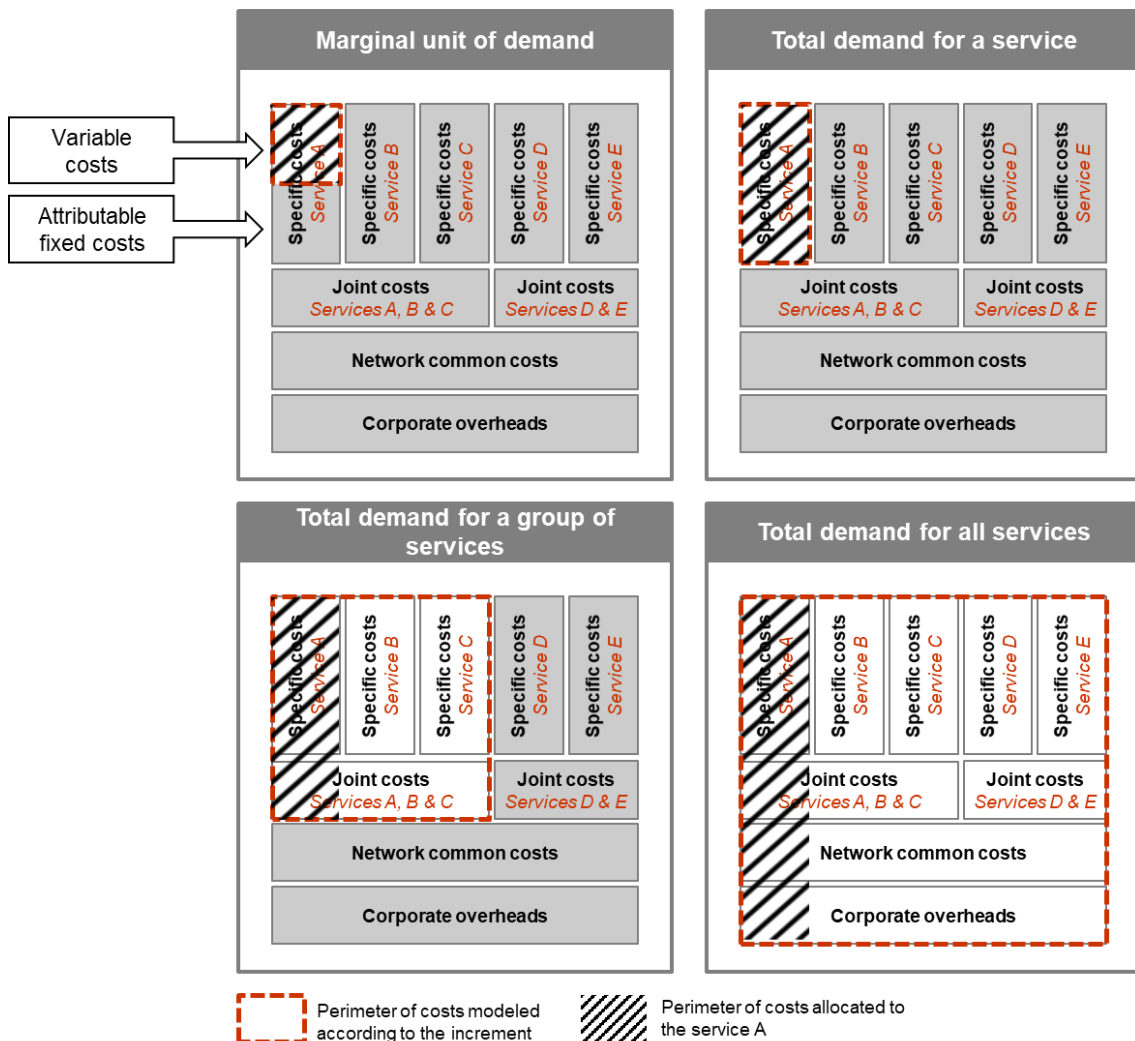 Marginal unit of demand
Total demand for a service
Variable
costs
Attributable
fixed costs
Specific costs
Service A
Specific costs
Service B
Specific costs
Service C
Specific costs
Service D
Specific costs
Service E
Joint costs
Services A, B & C
Joint costs
Services D & E
Network common costs
Corporate overheads
Specific costs
Service A
Specific costs
Service B
Specific costs
Service C
Specific costs
Service D
Specific costs
Service E
Joint costs
Services A, B & C
Joint costs
Services D & E
Network common costs
Corporate overheads
Total demand for a group of
services
Total demand for all services
Specific costs
Service A
Specific costs
Service B
Specific costs
Service C
Specific costs
Service D
Specific costs
Service E
Joint costs
Services A, B & C
Joint costs
Services D & E
Network common costs
Corporate overheads
Specific costs
Service A
Specific costs
Service B
Specific costs
Service C
Specific costs
Service D
Specific costs
Service E
Joint costs
Services A, B & C
Joint costs
Services D & E
Network common costs
Corporate overheads
Perimeter of costs modeled
according to the increment
Perimeter of costs allocated to
the service A